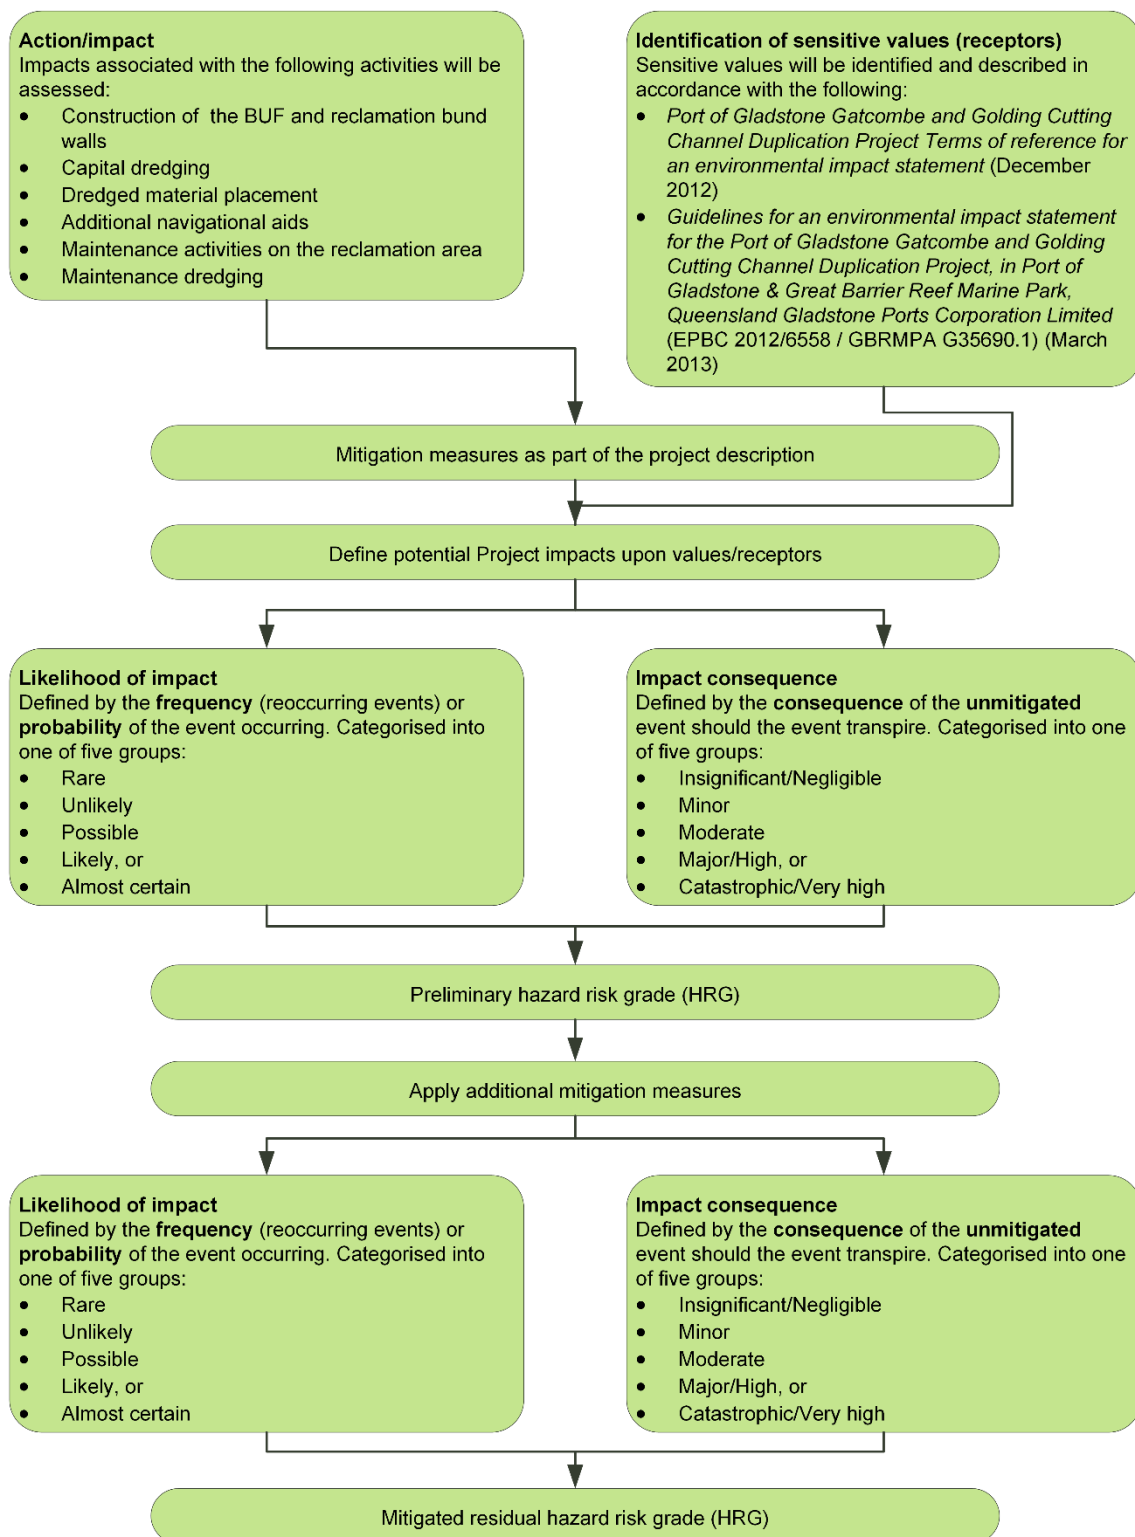 Action/impact
Impacts associated with the following activities will be
assessed:
• Construction of the BUF and reclamation bund
walls
• Capital dredging
• Dredged material placement
• Additional navigational aids
• Maintenance activities on the reclamation area
• Maintenance dredging
Identification of sensitive values (receptors)
Sensitive values will be identified and described in
accordance with the following:
• Port of Gladstone Gatcombe and Golding Cutting
Channel Duplication Project Terms of reference for
an environmental impact statement (December
2012)
• Guidelines for an environmental impact statement
for the Port of Gladstone Gatcombe and Golding
Cutting Channel Duplication Project, in Port of
Gladstone & Great Barrier Reef Marine Park,
Queensland Gladstone Ports Corporation Limited
(EPBC 2012/6558 / GBRMPA G35690.1) (March
2013)
Mitigation measures as part of the project description
Define potential Project impacts upon values/receptors
Likelihood of impact
Defined by the frequency (reoccurring events) or
probability of the event occurring. Categorised into
one of five groups:
• Rare
• Unlikely
• Possible
• Likely, or
• Almost certain
Impact consequence
Defined by the consequence of the unmitigated
event should the event transpire. Categorised into one
of five groups:
• Insignificant/Negligible
• Minor
• Moderate
• Major/High, or
• Catastrophic/Very high
Preliminary hazard risk grade (HRG)
Apply additional mitigation measures
Likelihood of impact
Defined by the frequency (reoccurring events) or
probability of the event occurring. Categorised into
one of five groups:
• Rare
• Unlikely
• Possible
• Likely, or
• Almost certain
Impact consequence
Defined by the consequence of the unmitigated
event should the event transpire. Categorised into one
of five groups:
• Insignificant/Negligible
• Minor
• Moderate
• Major/High, or
• Catastrophic/Very high
Mitigated residual hazard risk grade (HRG)